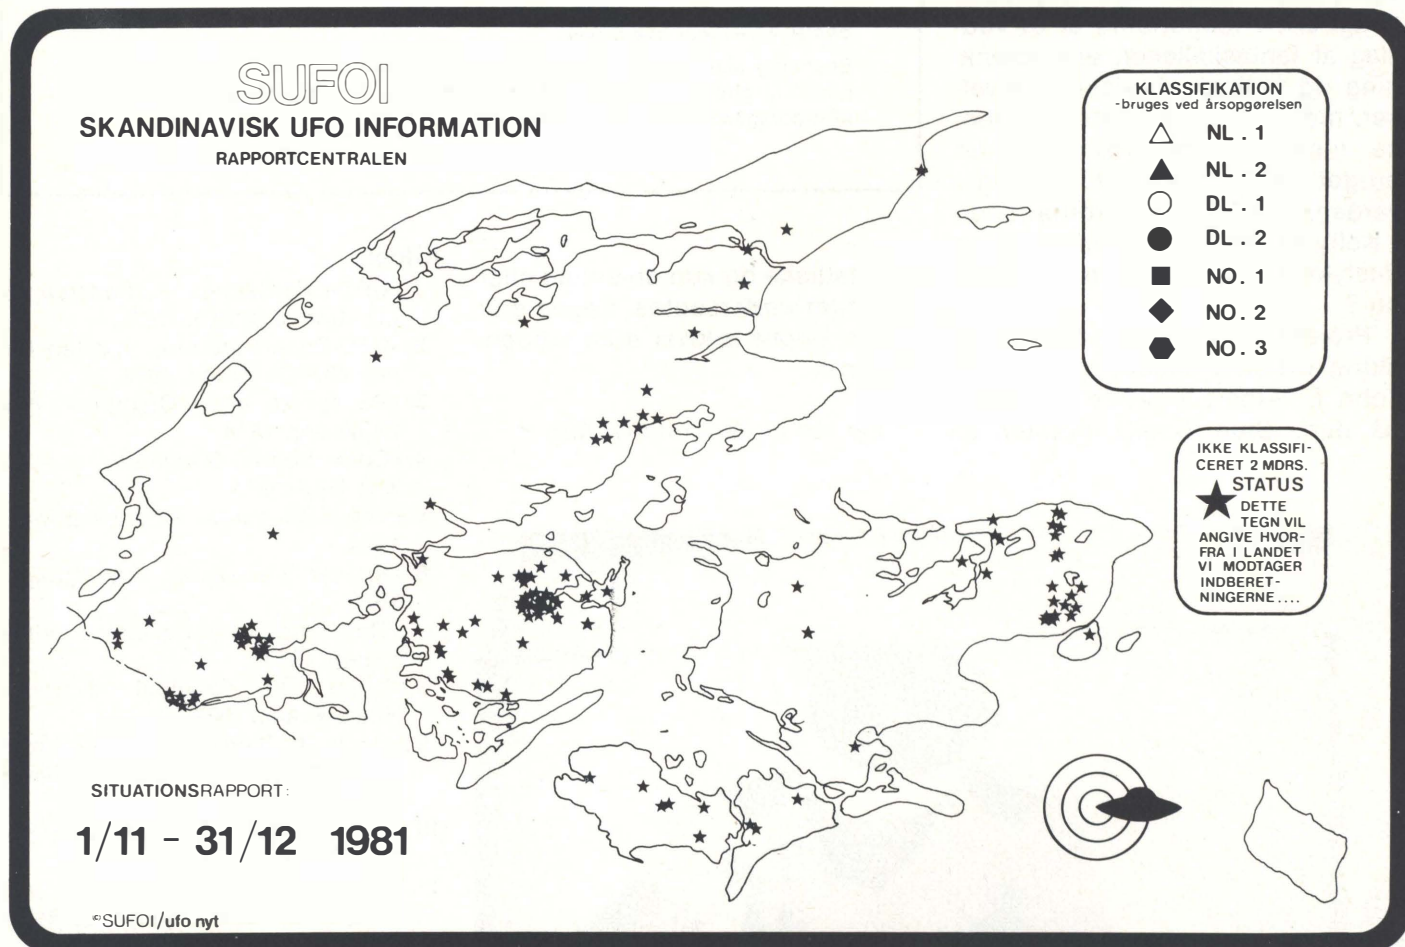 SUFOI
SKANDINAVISK UFO INFORMATION
RAPPORTCENTRALEN
KLASSIFIKATION
-bruges ved årsopgørelsen
NL . 1
NL . 2
DL . 1
DL . 2
NO . 1
NO . 2
NO . 3
IKKE KLASSIFI-
CERET 2 MDRS.
STATUS
DETTE
TEGN VIL
ANGIVE HVOR-
FRA I LANDET
VI MODTAGER
INDBERET-
NINGERNE....
SITUATIONSRAPPORT:
1/11 - 31/12 1981
©SUFOI/ufo nyt